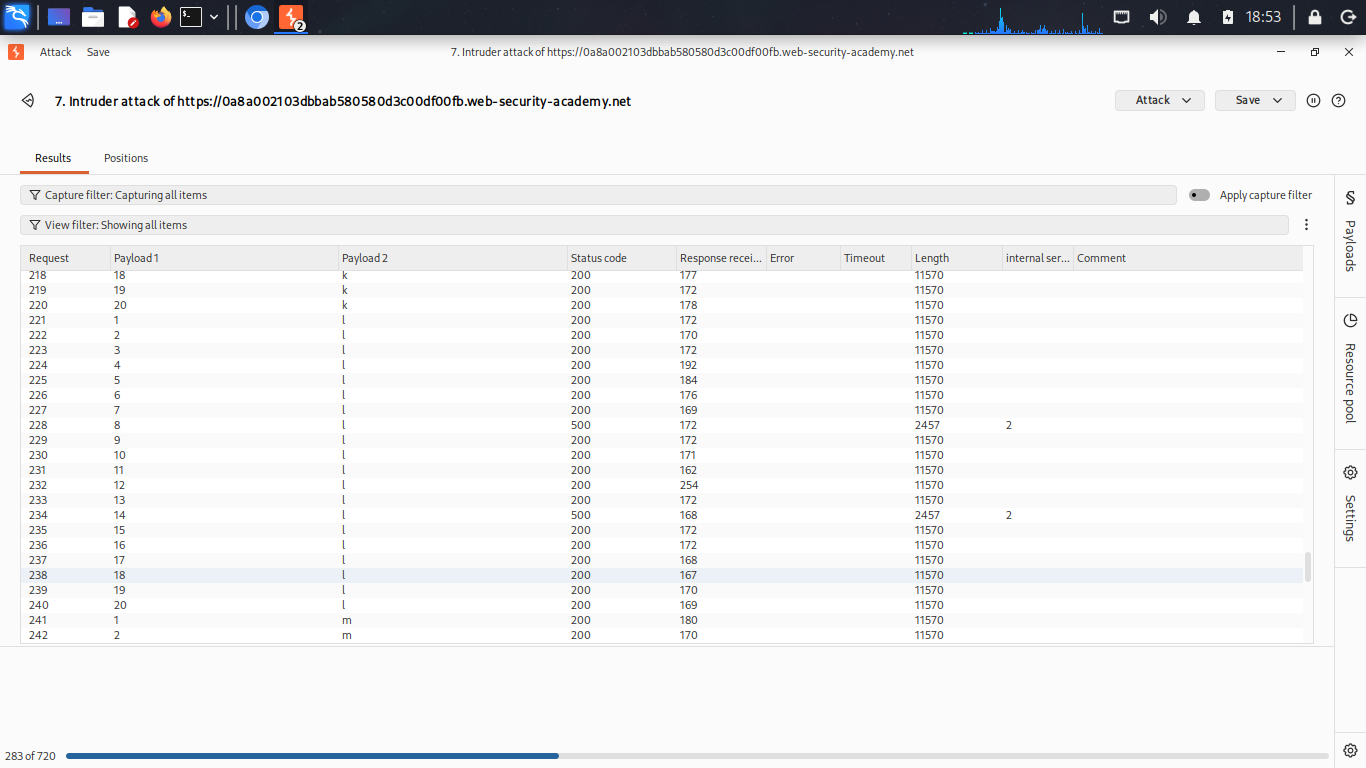 2
18:53
Attack Save 7. Intruder attack of https://0a8a002103dbbab580580d3c00df00fb.web-security-academy.net
7. Intruder attack of https://0a8a002103dbbab580580d3c00df00fb.web-security-academy.net
Attack Save
Results Positions
Capture filter: Capturing all items Apply capture filter
View filter: Showing all items
Request Payload 1 Payload 2 Status code Response recei... Error Timeout Length internal ser... Comment
218 18 k 200 177 11570
219 19 k 200 172 11570
220 20 k 200 178 11570
221 1 l 200 172 11570
222 2 l 200 170 11570
223 3 l 200 172 11570
224 4 l 200 192 11570
225 5 l 200 184 11570
226 6 l 200 176 11570
227 7 l 200 169 11570
228 8 l 500 172 2457 2
229 9 l 200 172 11570
230 10 l 200 171 11570
231 11 l 200 162 11570
232 12 l 200 254 11570
233 13 l 200 172 11570
234 14 l 500 168 2457 2
235 15 l 200 172 11570
236 16 l 200 172 11570
237 17 l 200 168 11570
238 18 l 200 167 11570
239 19 l 200 170 11570
240 20 l 200 169 11570
241 1 m 200 180 11570
242 2 m 200 170 11570
Payloads
Resource pool
Settings
283 of 720